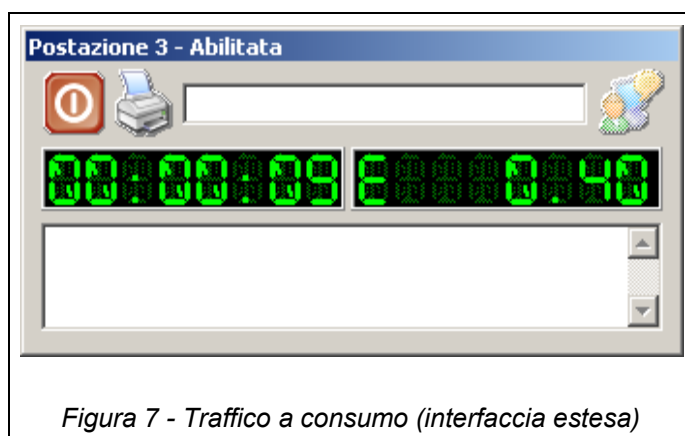 Postazione 3 - Abilitata
00:00:09 E 0.40
Figura 7 - Traffico a consumo (interfaccia estesa)